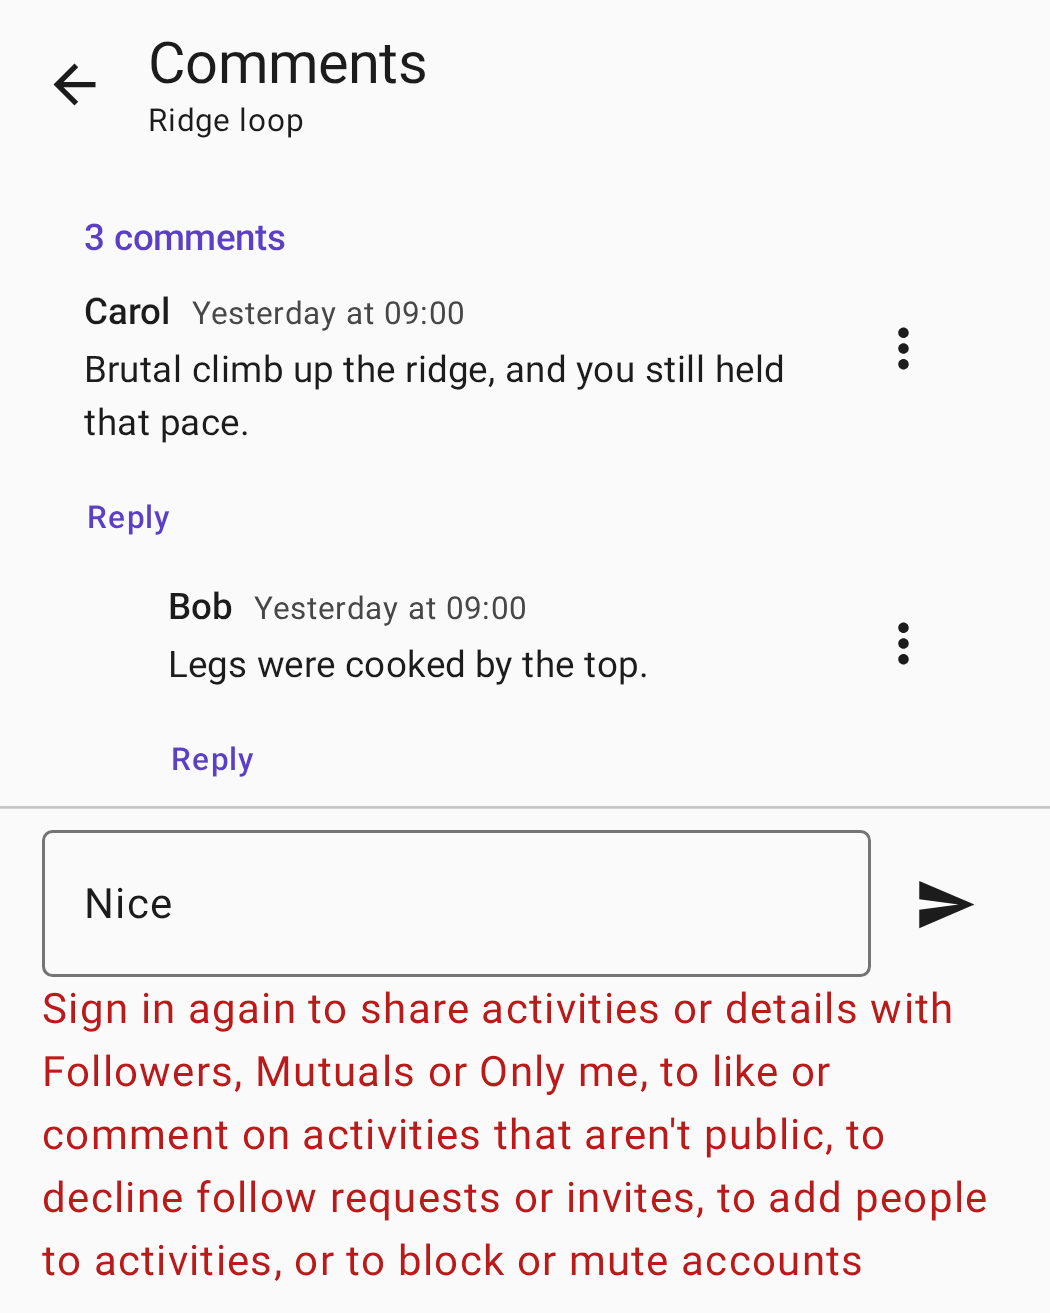 Comments
Ridge loop
3 comments
Carol Yesterday at 09:00
Brutal climb up the ridge, and you still held
that pace.
Reply
Bob Yesterday at 09:00
Legs were cooked by the top.
Reply
Nice
Sign in again to share activities or details with
Followers, Mutuals or Only me, to like or
comment on activities that aren't public, to
decline follow requests or invites, to add people
to activities, or to block or mute accounts